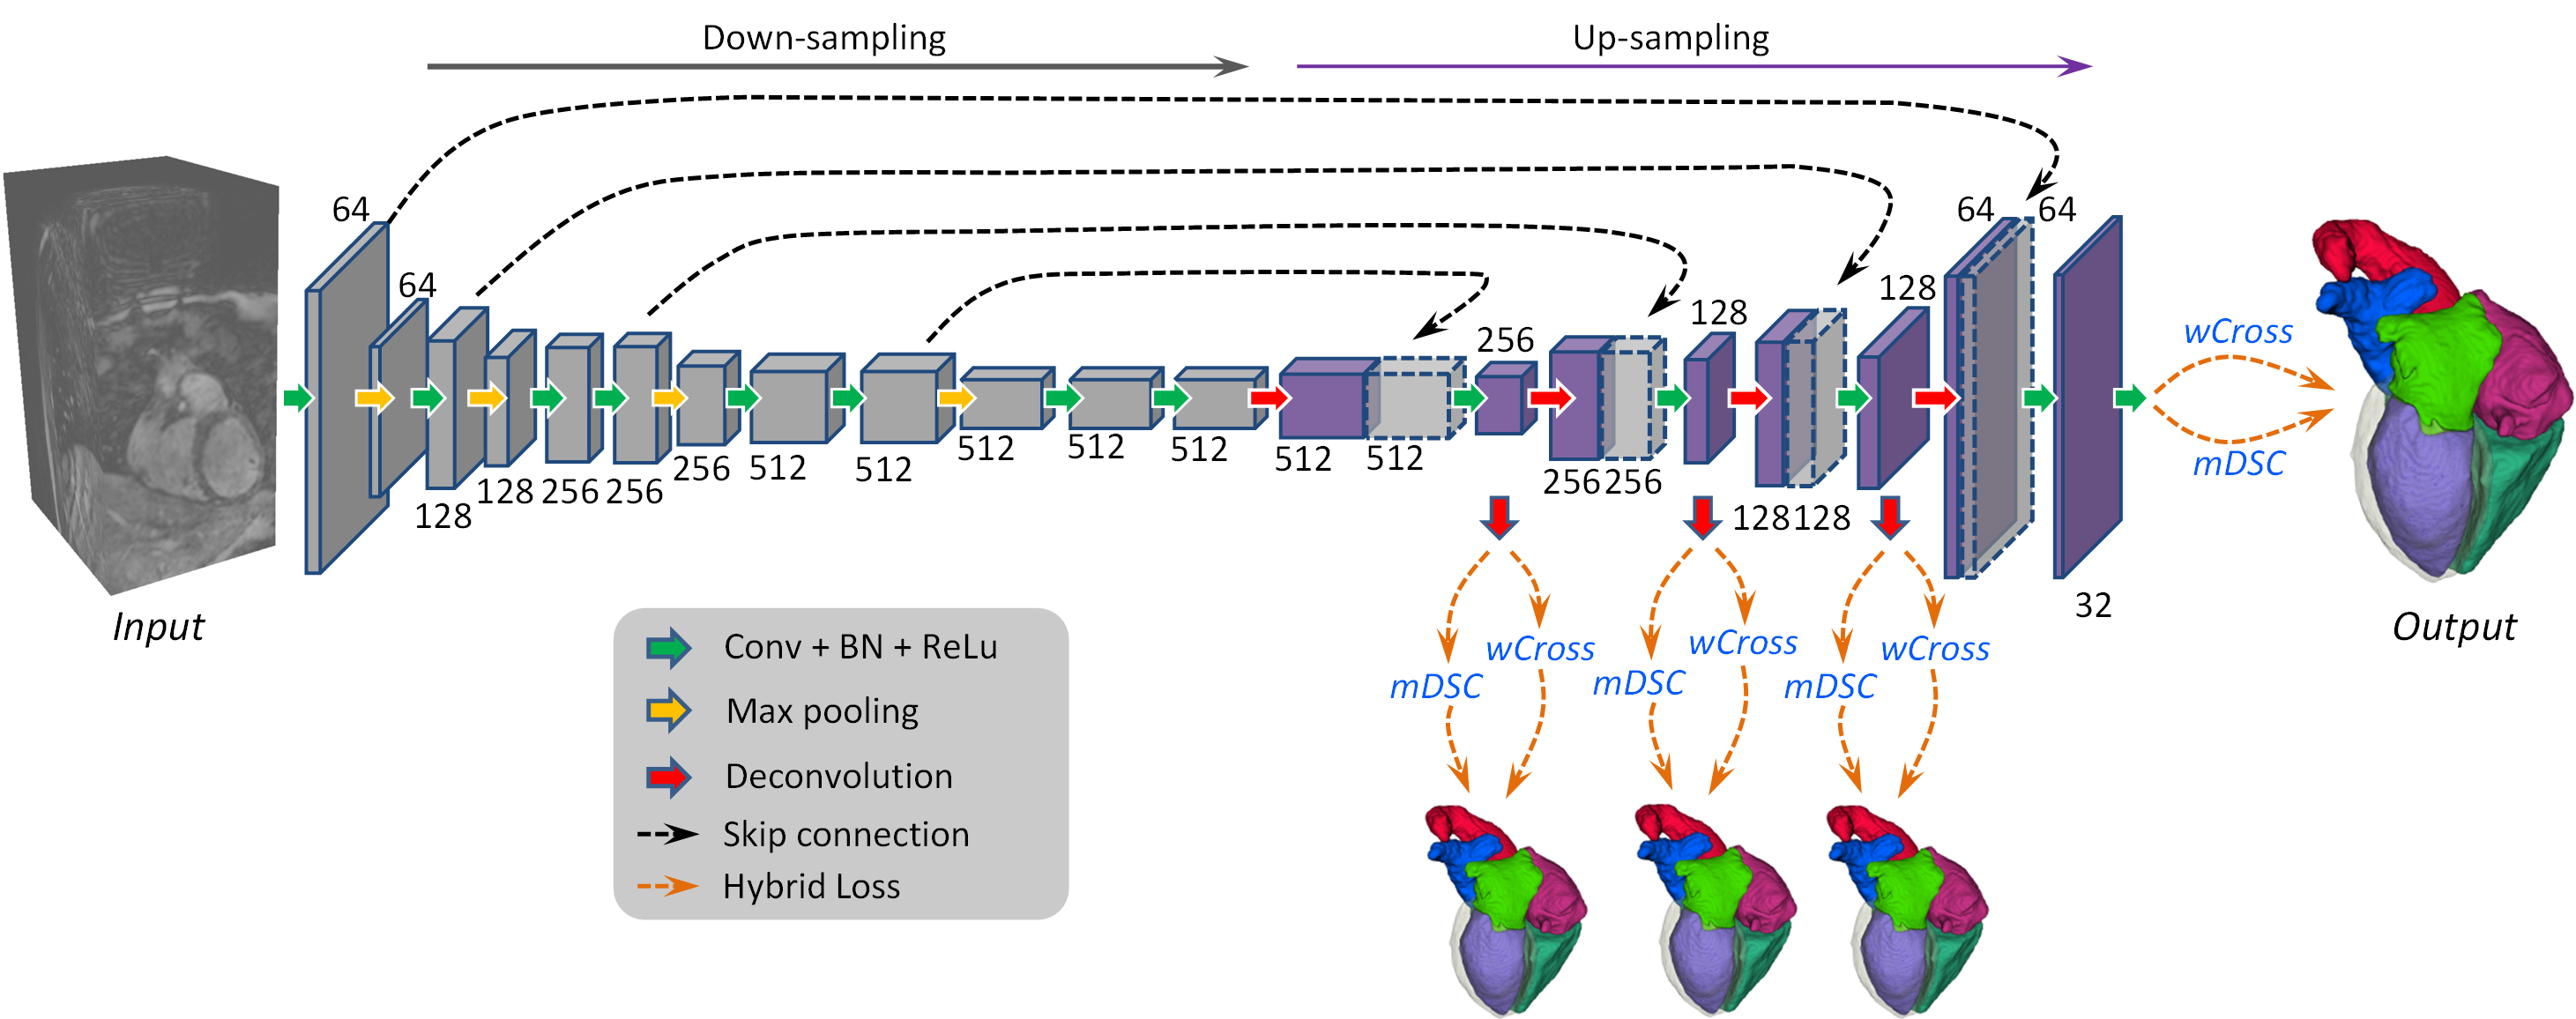 Down-sampling
Up-sampling
64
64
128
128
256
256
256
512
512
512
512
512
512
512
256
256
256
128
128
128
128
64
64
32
wCross
mDSC
Input
Output
mDSC
wCross
mDSC
wCross
mDSC
wCross
Conv + BN + ReLu
Max pooling
Deconvolution
Skip connection
Hybrid Loss